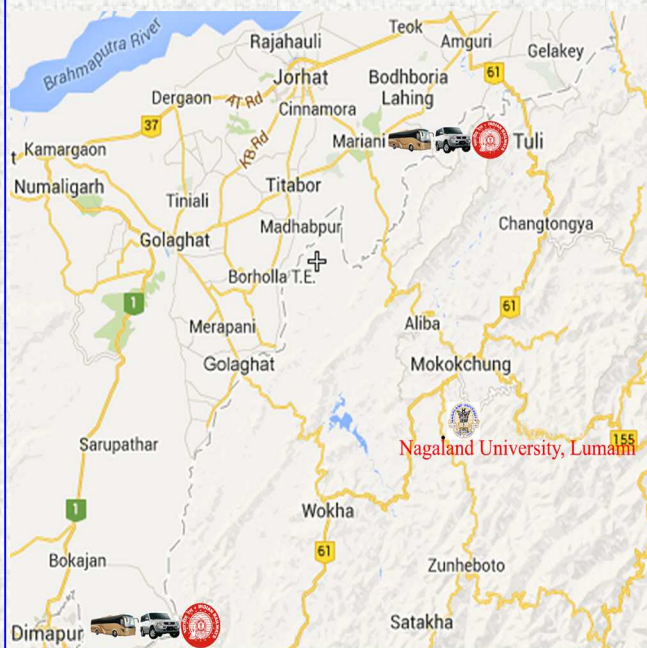 Brahmaputra River
Teok
Rajahauli
Amguri
Gelakey
Jorhat
Bodhboria
Lahing
61
Dergaon
AT Rd
Cinnamora
37
KB Rd
Mariani
Tuli
t
Kamargaon
Numaligarh
Titabor
Tiniali
Madhabpur
Changtongya
Golaghat
Borholla T.E.
1
61
Merapani
Aliba
Golaghat
Mokokchung
Sarupathar
Nagaland University, Lumami
155
1
Wokha
61
Bokajan
Zunheboto
Dimapur
Satakha